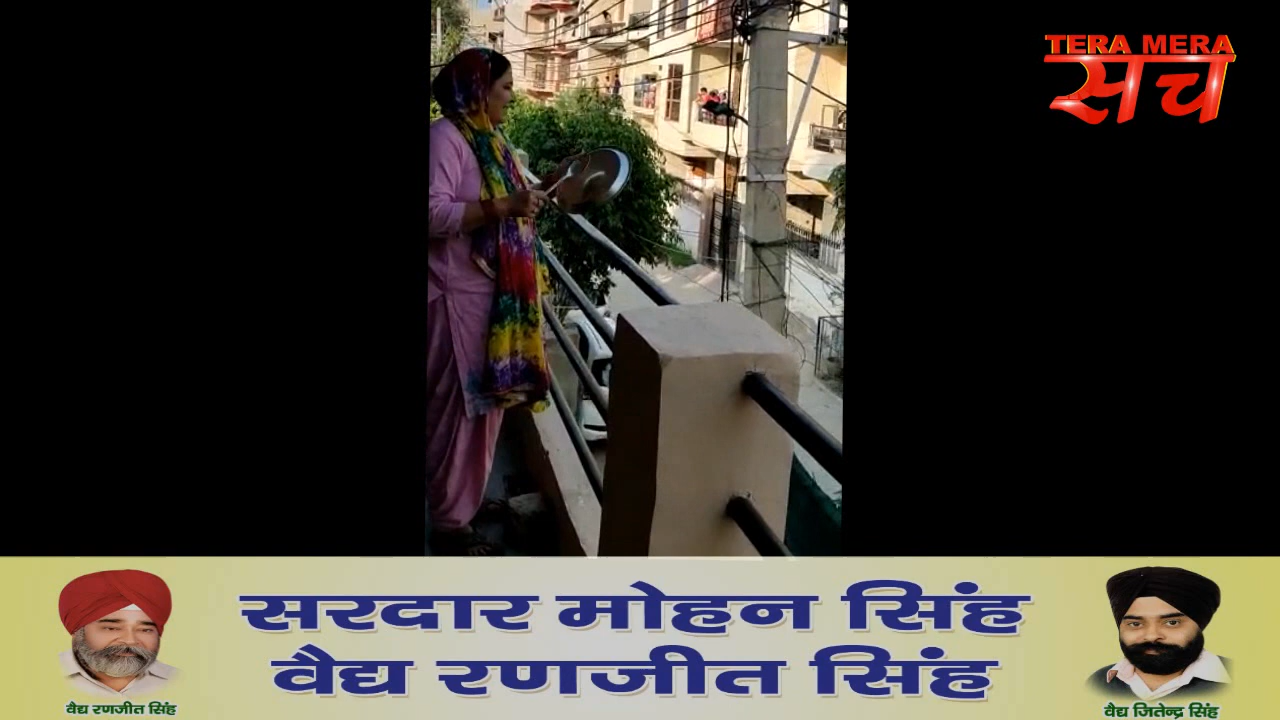 TERA MERA
सच
सरदार मोहन सिंह
वैद्य रणजीत सिंह
वैद्य रणजीत सिंह
वैद्य जितेन्द्र सिंह